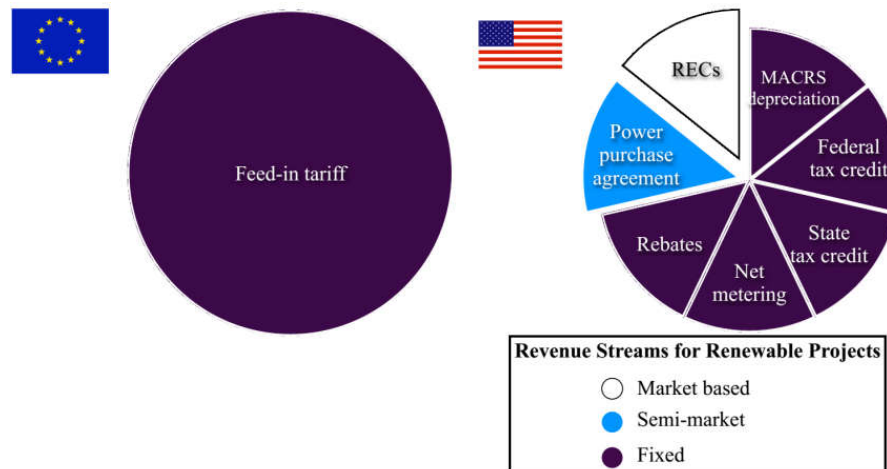 Feed-in tariff
RECs
MACRS
depreciation
Power
purchase
agreement
Federal
tax credit
Rebates
State
tax credit
Net
metering
Revenue Streams for Renewable Projects
Market based
Semi-market
Fixed